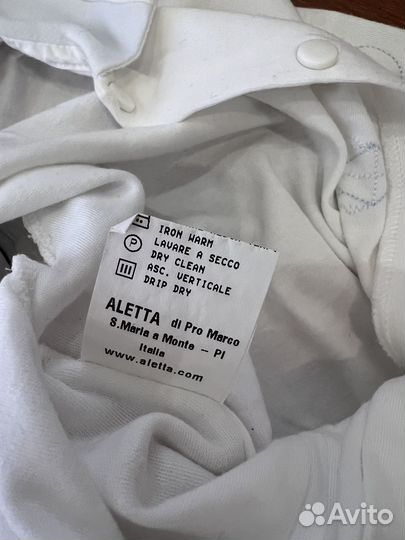 IRON WARM
LAVARE A SECCO
P
DRY CLEAN
ASC. VERTICALE
DRIP DRY
ALETTA di Pro Marco
S.Maria a Monte - PI
Italia
www.aletta.com
Avito